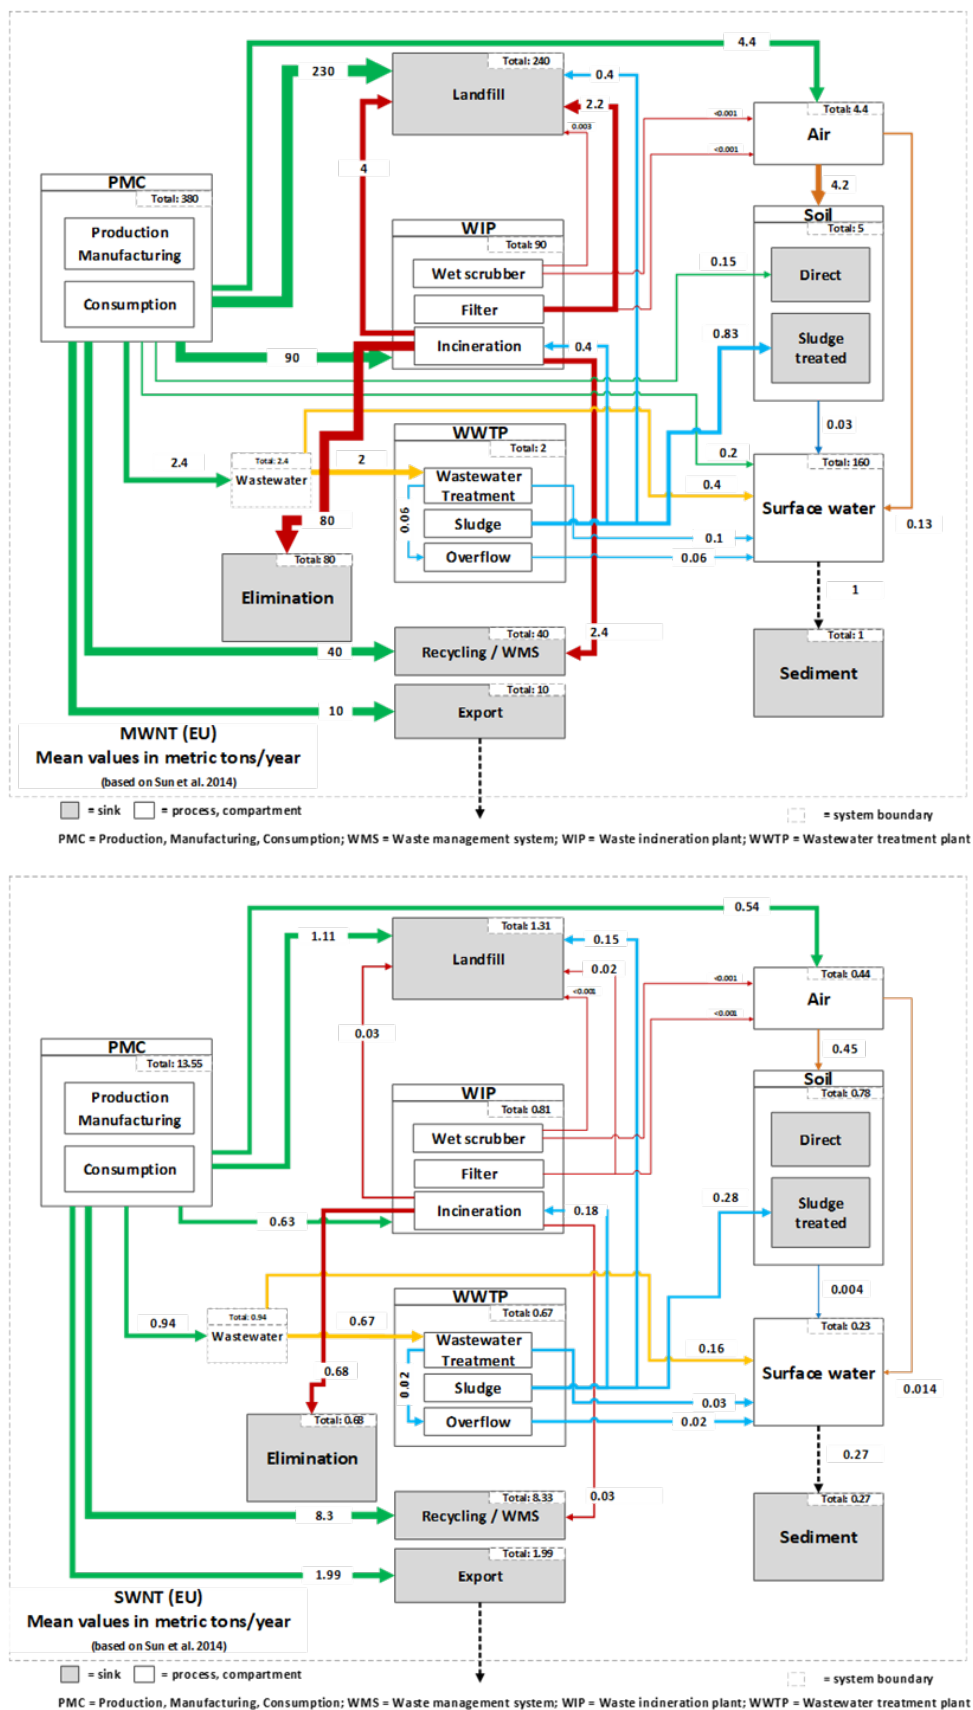 4.4
Total: 240
230
Landfill
0.4
2.2
0.003
<0.001
Total: 4.4
Air
<0.001
4
4.2
PMC
Total: 380
Production
Manufacturing
Consumption
WIP
Total: 90
Wet scrubber
Filter
Incineration
0.4
90
Soil
Total: 5
0.15
Direct
0.83
Sludge
treated
0.03
WWTP
Total: 2
2.4
Total: 2.4
Wastewater
2
Wastewater
Treatment
0.06
Sludge
Overflow
0.2
0.4
0.1
0.06
Total: 160
Surface water
0.13
80
Total: 80
Elimination
1
2.4
40
Total: 40
Recycling / WMS
Total: 1
Sediment
10
Total: 10
Export
MWNT (EU)
Mean values in metric tons/year
(based on Sun et al. 2014)
= sink
= process, compartment
= system boundary
PMC = Production, Manufacturing, Consumption; WMS = Waste management system; WIP = Waste incineration plant; WWTP = Wastewater treatment plant
0.54
Total: 1.31
1.11
Landfill
0.15
0.02
<0.001
<0.001
Total: 0.44
Air
<0.001
0.03
0.45
PMC
Total: 13.55
Production
Manufacturing
Consumption
WIP
Total: 0.81
Wet scrubber
Filter
Incineration
0.18
0.63
Soil
Total: 0.78
Direct
0.28
Sludge
treated
0.004
WWTP
Total: 0.67
0.94
Total: 0.94
Wastewater
0.67
Wastewater
Treatment
0.02
Sludge
Overflow
0.16
0.03
0.02
Total: 0.23
Surface water
0.014
0.68
Total: 0.68
Elimination
0.27
0.03
8.3
Total: 8.33
Recycling / WMS
Total: 0.27
Sediment
1.99
Total: 1.99
Export
SWNT (EU)
Mean values in metric tons/year
(based on Sun et al. 2014)
= sink
= process, compartment
= system boundary
PMC = Production, Manufacturing, Consumption; WMS = Waste management system; WIP = Waste incineration plant; WWTP = Wastewater treatment plant